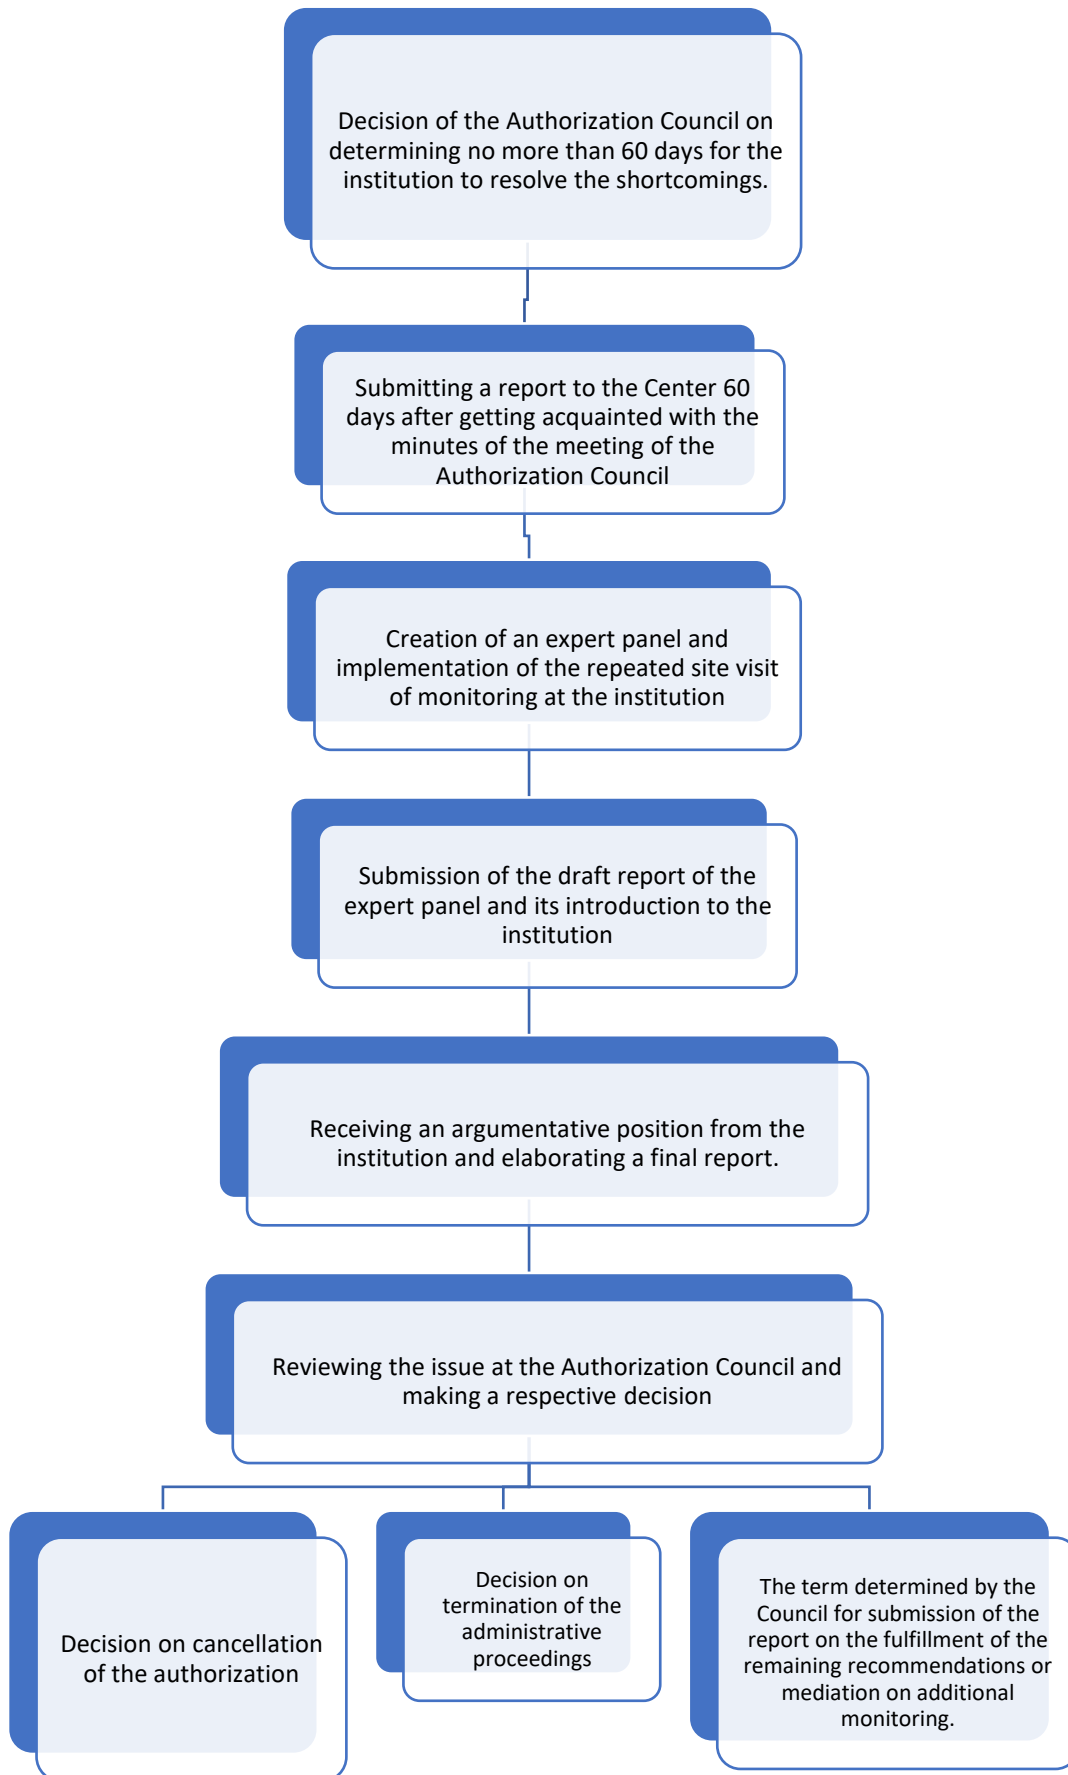 Decision of the Authorization Council on
determining no more than 60 days for the
institution to resolve the shortcomings.
Submitting a report to the Center 60
days after getting acquainted with the
minutes of the meeting of the
Authorization Council
Creation of an expert panel and
implementation of the repeated site visit
of monitoring at the institution
Submission of the draft report of the
expert panel and its introduction to the
institution
Receiving an argumentative position from the
institution and elaborating a final report.
Reviewing the issue at the Authorization Council and
making a respective decision
Decision on cancellation
of the authorization
Decision on
termination of the
administrative
proceedings
The term determined by the
Council for submission of the
report on the fulfillment of the
remaining recommendations or
mediation on additional
monitoring.